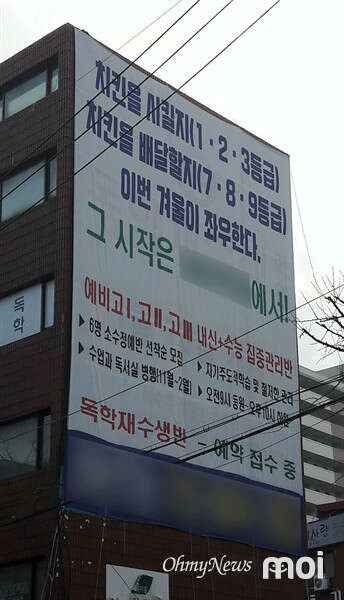 치킨을 시킬지(1·2·3등급)
치킨을 배달할지(7·8·9등급)
이번 겨울이 좌우한다.
그 시작은 에서!
예비고Ⅰ,고Ⅱ,고Ⅲ 내신+수능 집중관리반
▶ 6명 소수정예반 선착순 모집
▶ 자기주도학습 및 철저한 관리
▶ 수업과 독서실 병행(11월~2월)
▶ 오전9시 등원~오후10시 하원
독학재수생반 - 예약 접수 중
독학
OhmyNews
moi